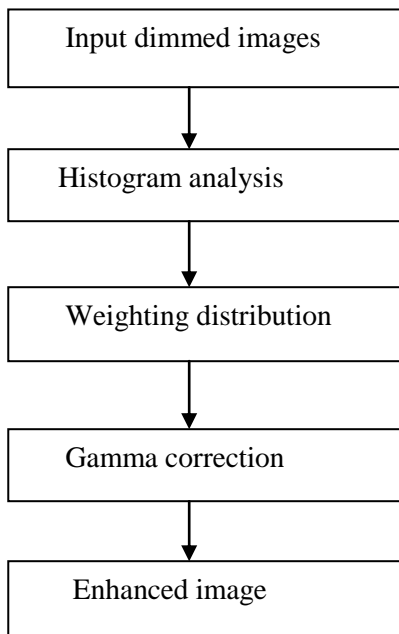 Input dimmed images
Histogram analysis
Weighting distribution
Gamma correction
Enhanced image